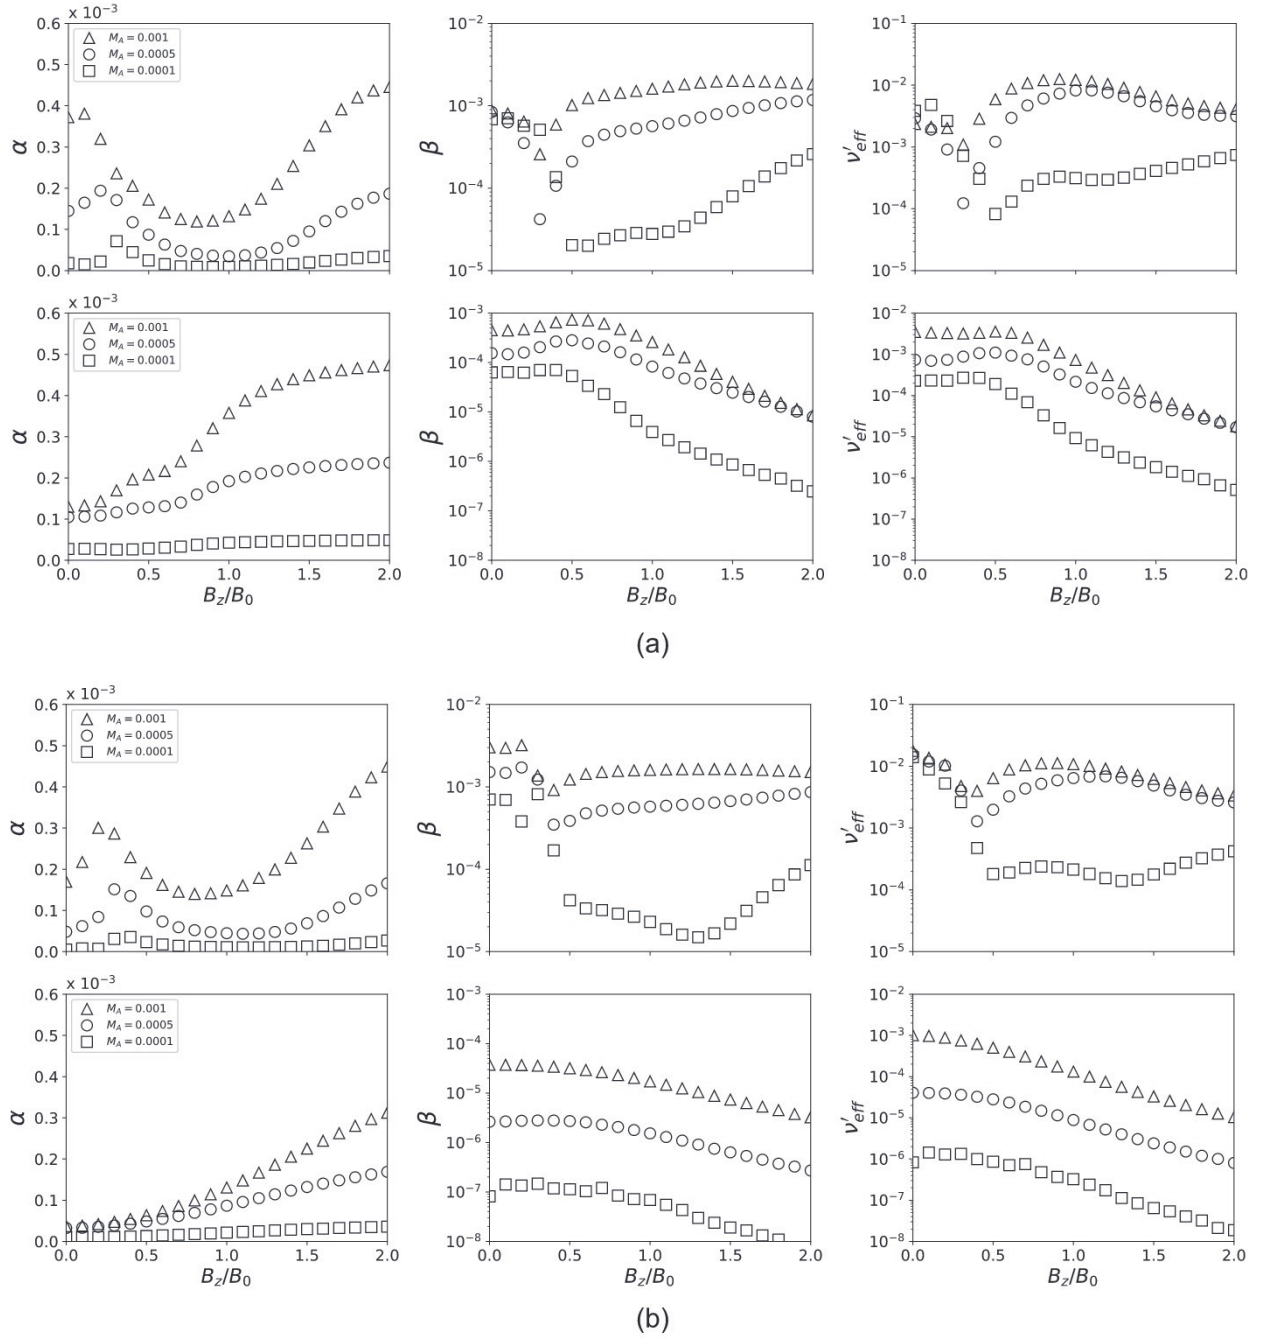 x 10⁻³
0.6
0.5
0.4
0.3
0.2
0.1
0.0
α
M_A = 0.001
M_A = 0.0005
M_A = 0.0001
10⁻²
10⁻³
10⁻⁴
10⁻⁵
β
10⁻¹
10⁻²
10⁻³
10⁻⁴
10⁻⁵
ν′_eff
x 10⁻³
0.6
0.5
0.4
0.3
0.2
0.1
0.0
α
M_A = 0.001
M_A = 0.0005
M_A = 0.0001
0.0 0.5 1.0 1.5 2.0
B_z/B_0
10⁻³
10⁻⁴
10⁻⁵
10⁻⁶
10⁻⁷
10⁻⁸
β
0.0 0.5 1.0 1.5 2.0
B_z/B_0
10⁻²
10⁻³
10⁻⁴
10⁻⁵
10⁻⁶
10⁻⁷
10⁻⁸
ν′_eff
0.0 0.5 1.0 1.5 2.0
B_z/B_0
(a)
x 10⁻³
0.6
0.5
0.4
0.3
0.2
0.1
0.0
α
M_A = 0.001
M_A = 0.0005
M_A = 0.0001
10⁻²
10⁻³
10⁻⁴
10⁻⁵
β
10⁻¹
10⁻²
10⁻³
10⁻⁴
10⁻⁵
ν′_eff
x 10⁻³
0.6
0.5
0.4
0.3
0.2
0.1
0.0
α
M_A = 0.001
M_A = 0.0005
M_A = 0.0001
0.0 0.5 1.0 1.5 2.0
B_z/B_0
10⁻³
10⁻⁴
10⁻⁵
10⁻⁶
10⁻⁷
10⁻⁸
β
0.0 0.5 1.0 1.5 2.0
B_z/B_0
10⁻²
10⁻³
10⁻⁴
10⁻⁵
10⁻⁶
10⁻⁷
10⁻⁸
ν′_eff
0.0 0.5 1.0 1.5 2.0
B_z/B_0
(b)